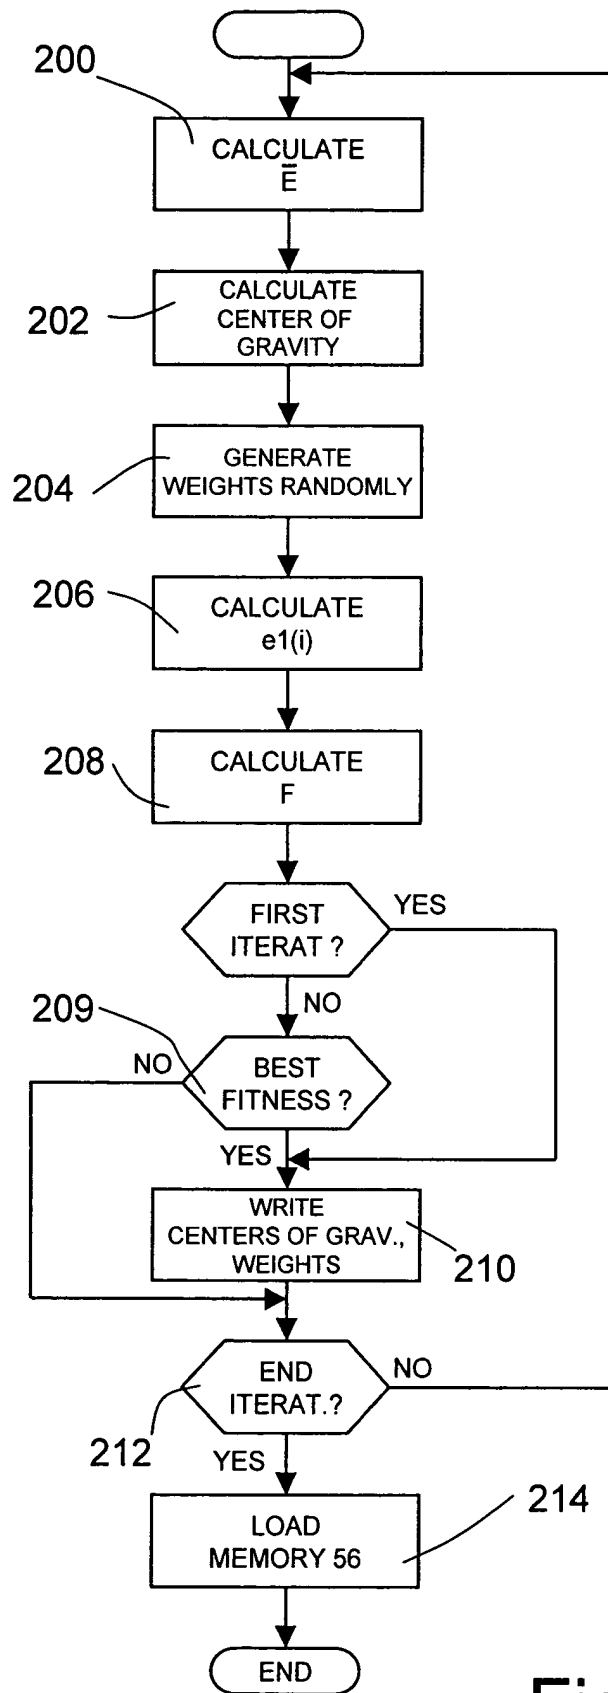 200
CALCULATE
E̅
202
CALCULATE
CENTER OF
GRAVITY
204
GENERATE
WEIGHTS RANDOMLY
206
CALCULATE
e1(i)
208
CALCULATE
F
FIRST
ITERAT ?
YES
NO
209
NO
BEST
FITNESS ?
YES
WRITE
CENTERS OF GRAV.,
WEIGHTS
210
END
ITERAT.?
NO
212
YES
214
LOAD
MEMORY 56
END